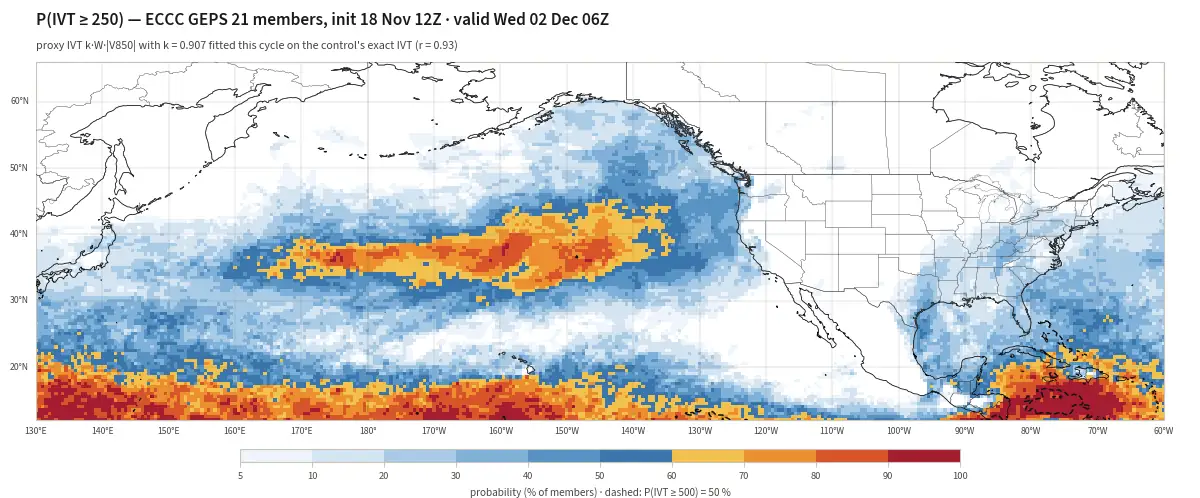 P(IVT ≥ 250) — ECCC GEPS 21 members, init 18 Nov 12Z · valid Wed 02 Dec 06Z
proxy IVT k·W·|V850| with k = 0.907 fitted this cycle on the control's exact IVT (r = 0.93)
60°N
50°N
40°N
30°N
20°N
130°E 140°E 150°E 160°E 170°E 180° 170°W 160°W 150°W 140°W 130°W 120°W 110°W 100°W 90°W 80°W 70°W 60°W
5 10 20 30 40 50 60 70 80 90 100
probability (% of members) · dashed: P(IVT ≥ 500) = 50 %